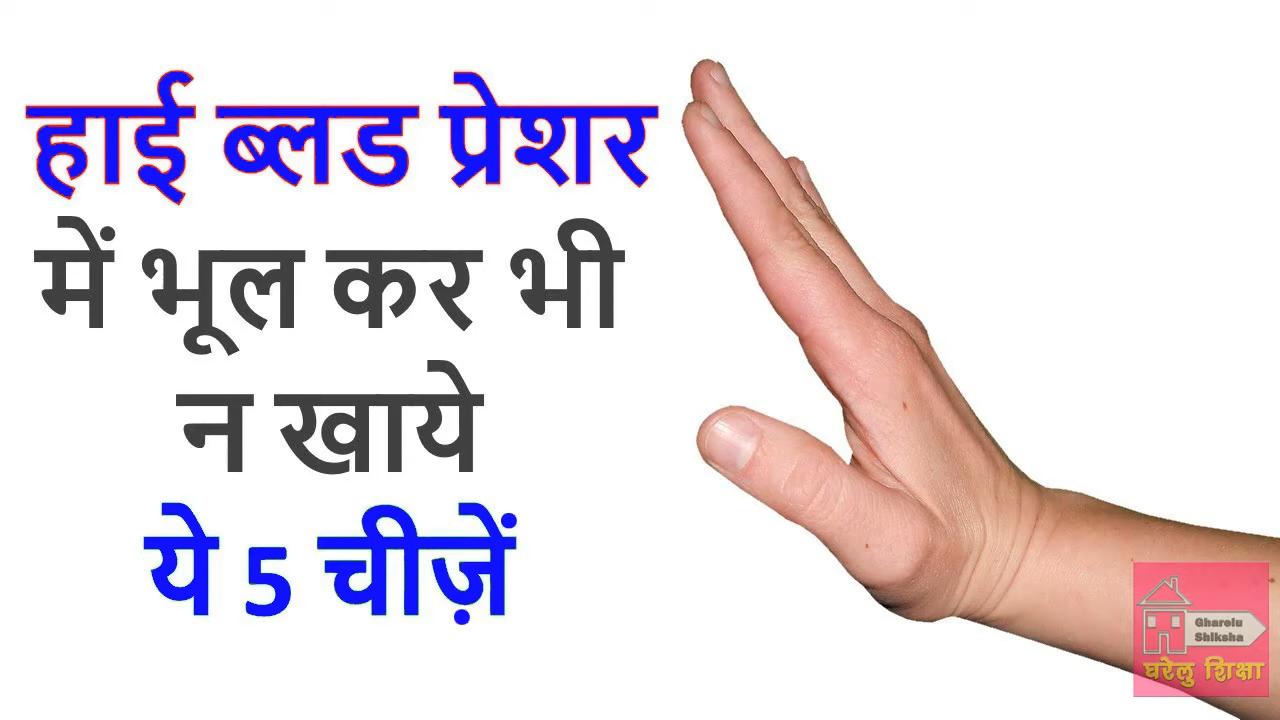 हाई ब्लड प्रेशर
में भूल कर भी
न खाये
ये 5 चीज़ें
Gharelu
Shiksha
घरेलु शिक्षा